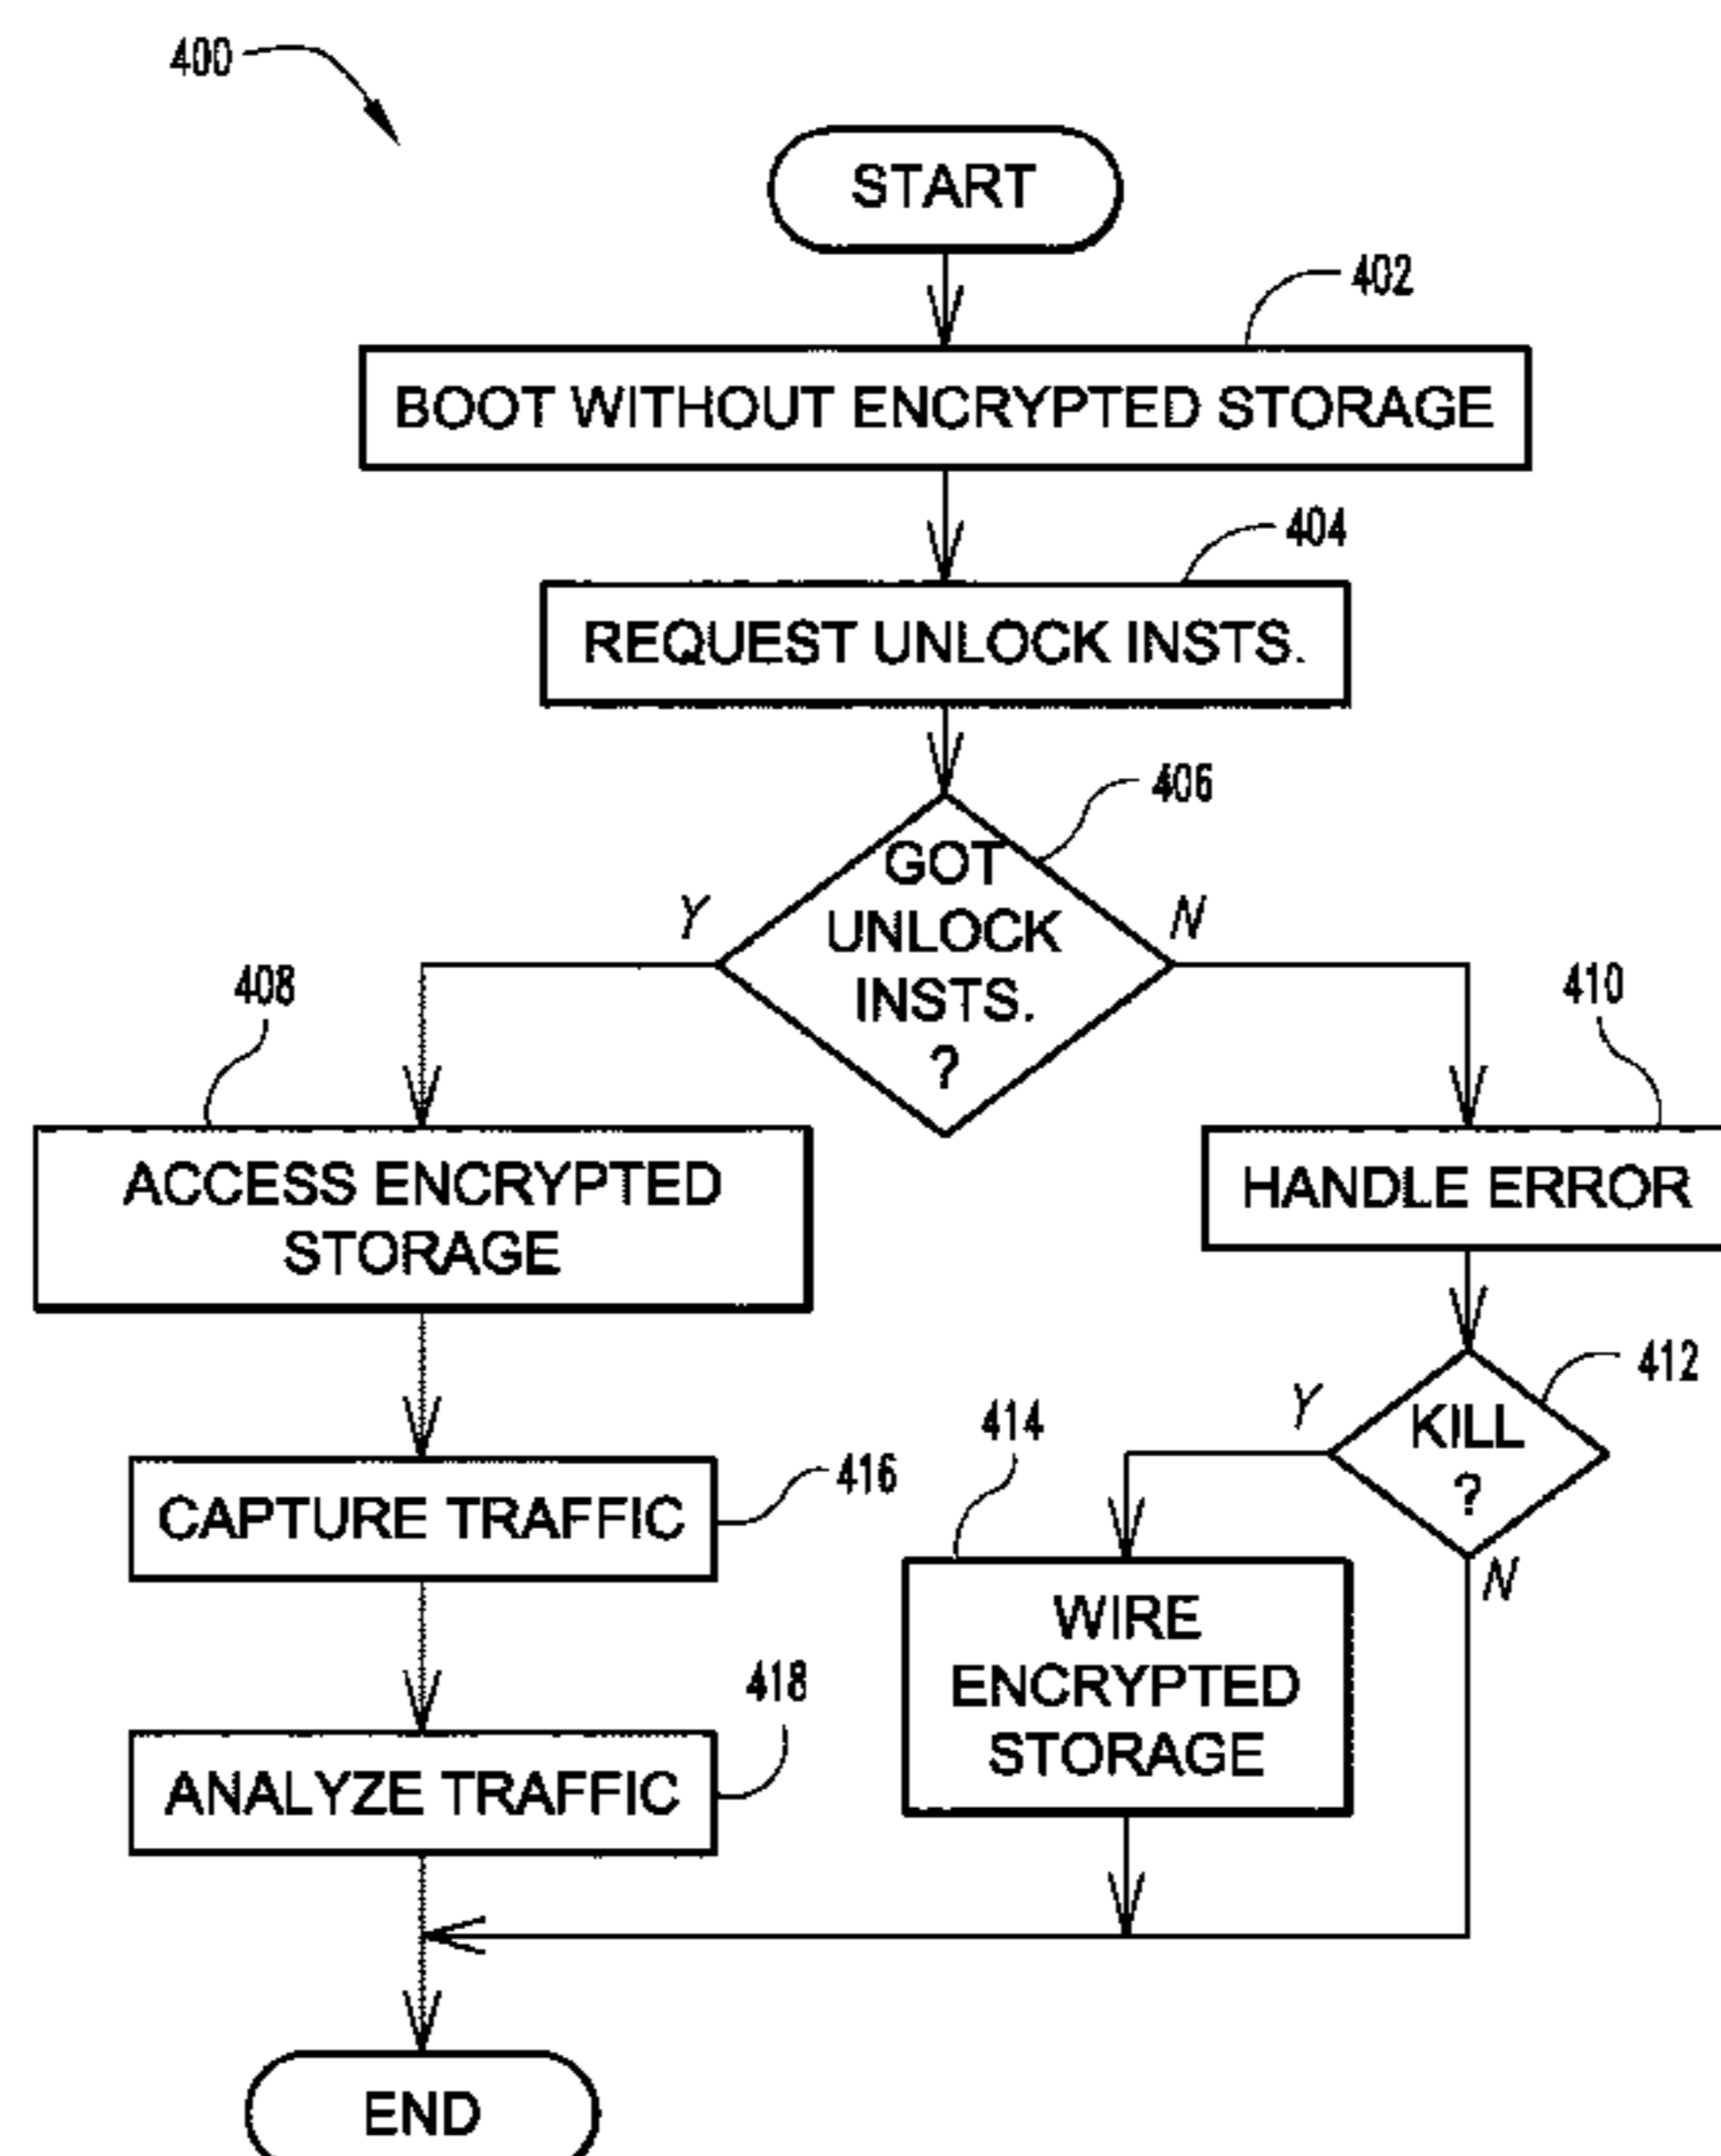 400
START
402
BOOT WITHOUT ENCRYPTED STORAGE
404
REQUEST UNLOCK INSTS.
406
GOT
UNLOCK
INSTS.
?
Y
N
408
ACCESS ENCRYPTED
STORAGE
410
HANDLE ERROR
412
KILL
?
Y
N
414
WIRE
ENCRYPTED
STORAGE
416
CAPTURE TRAFFIC
418
ANALYZE TRAFFIC
END